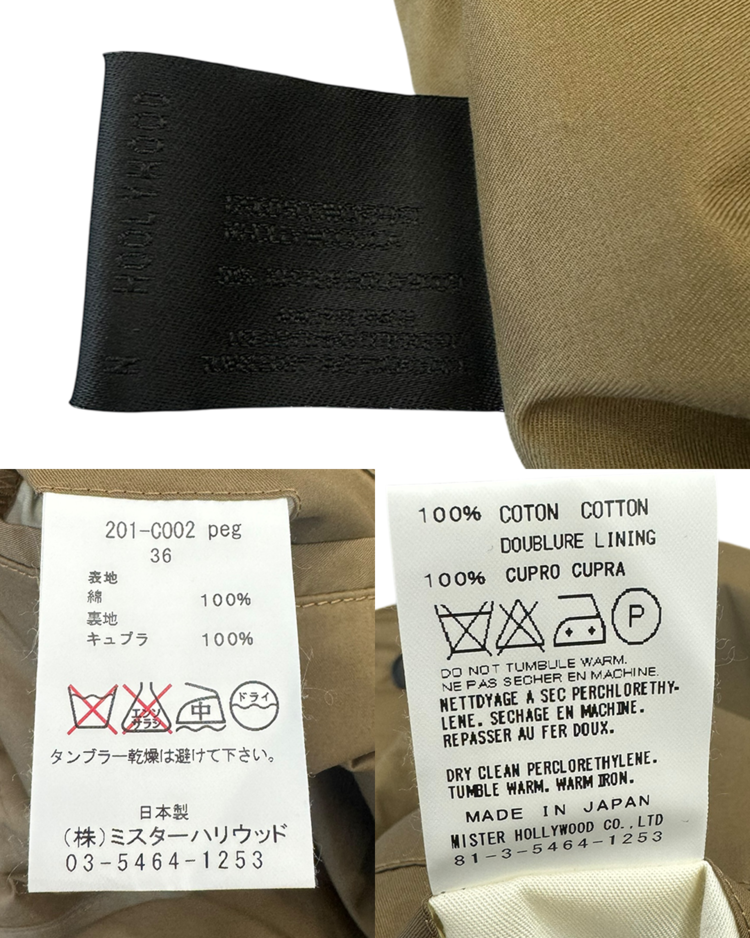 N HOOLYWOOD
201-C002 peg
36
表地
綿 100%
裏地
キュプラ 100%
エンソ
サラシ
中
ドライ
タンブラー乾燥は避けて下さい。
日本製
(株)ミスターハリウッド
03-5464-1253
100% COTON COTTON
DOUBLURE LINING
100% CUPRO CUPRA
P
DO NOT TUMBULE WARM.
NE PAS SECHER EN MACHINE.
NETTDYAGE A SEC PERCHLORETHY-
LENE. SECHAGE EN MACHINE.
REPASSER AU FER DOUX.
DRY CLEAN PERCLORETHYLENE.
TUMBLE WARM. WARM IRON.
MADE IN JAPAN
MISTER HOLLYWOOD CO.,LTD
81-3-5464-1253